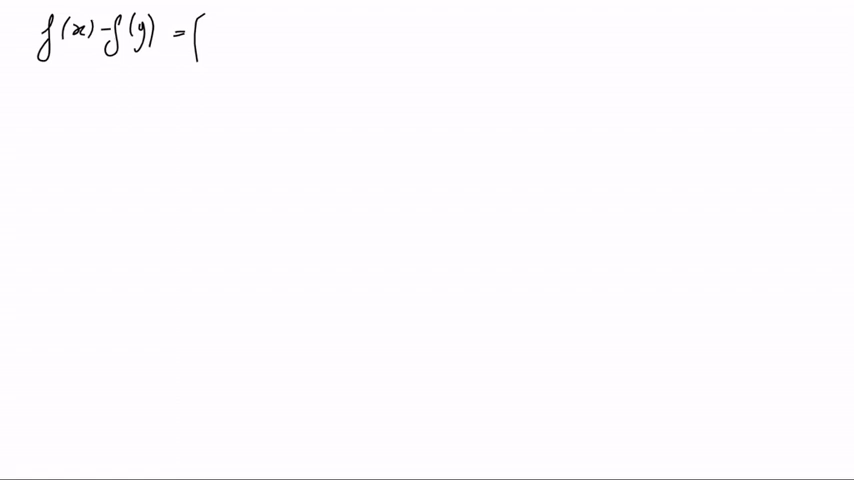 f(x)-f(y) = (